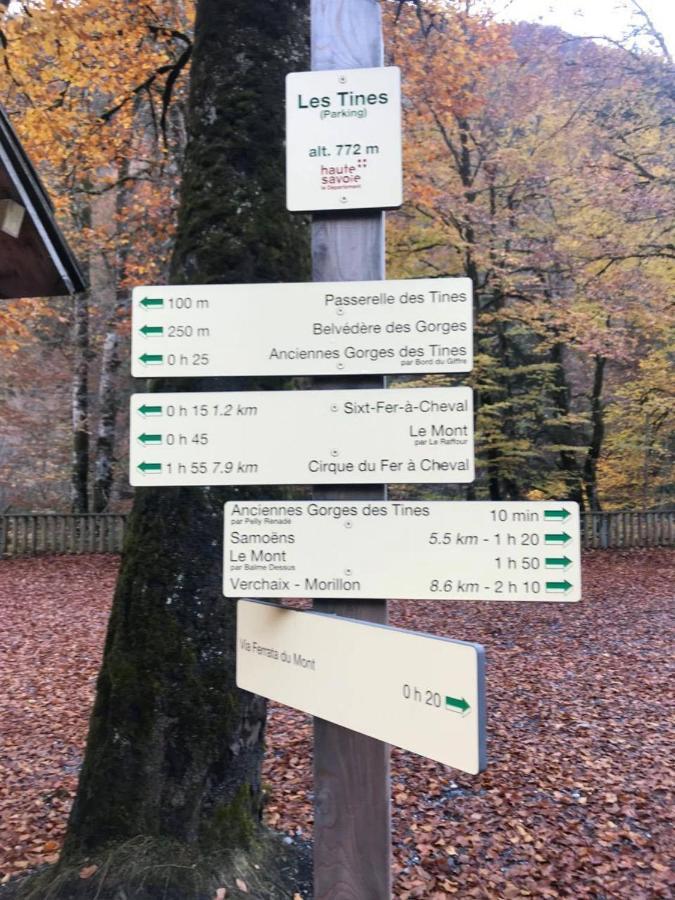 Les Tines
(Parking)
alt. 772 m
haute
savoie
le Département
100 m Passerelle des Tines
250 m Belvédère des Gorges
0 h 25 Anciennes Gorges des Tines
par Bord du Giffre
0 h 15 1.2 km Sixt-Fer-à-Cheval
0 h 45 Le Mont
par Le Raffour
1 h 55 7.9 km Cirque du Fer à Cheval
Anciennes Gorges des Tines 10 min
par Pelly Renade
Samoëns 5.5 km - 1 h 20
Le Mont 1 h 50
par Balme Dessus
Verchaix - Morillon 8.6 km - 2 h 10
Via Ferrata du Mont
0 h 20